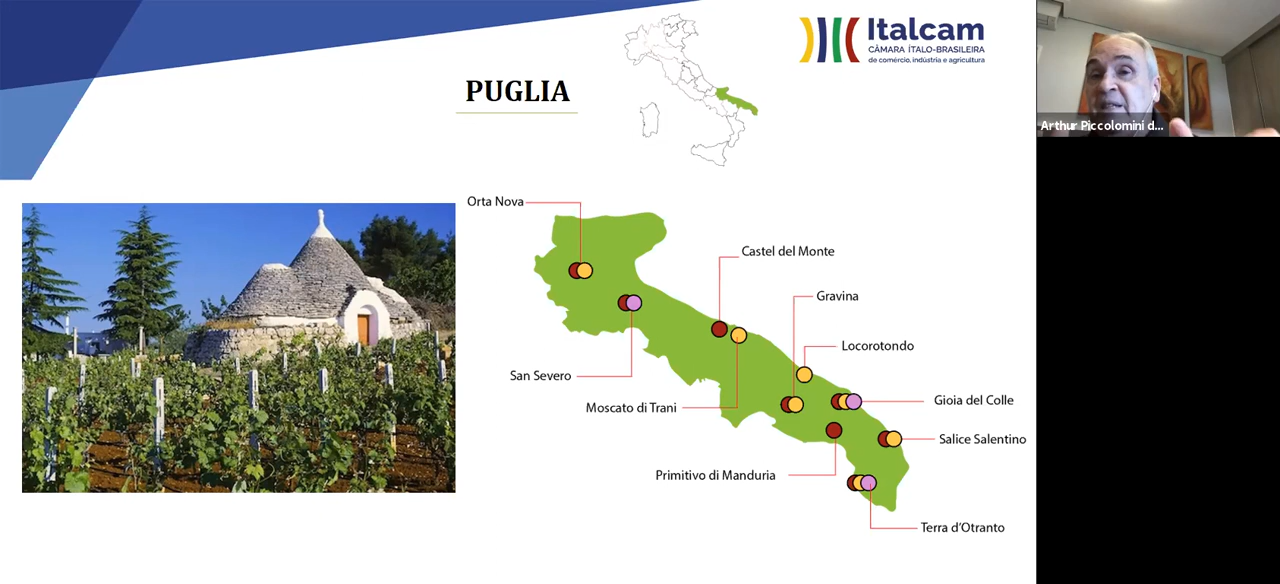 Italcam
CÂMARA ÍTALO-BRASILEIRA
de comércio, indústria e agricultura
PUGLIA
Arthur Piccolomini d...
Orta Nova
Castel del Monte
Gravina
Locorotondo
San Severo
Moscato di Trani
Gioia del Colle
Salice Salentino
Primitivo di Manduria
Terra d'Otranto